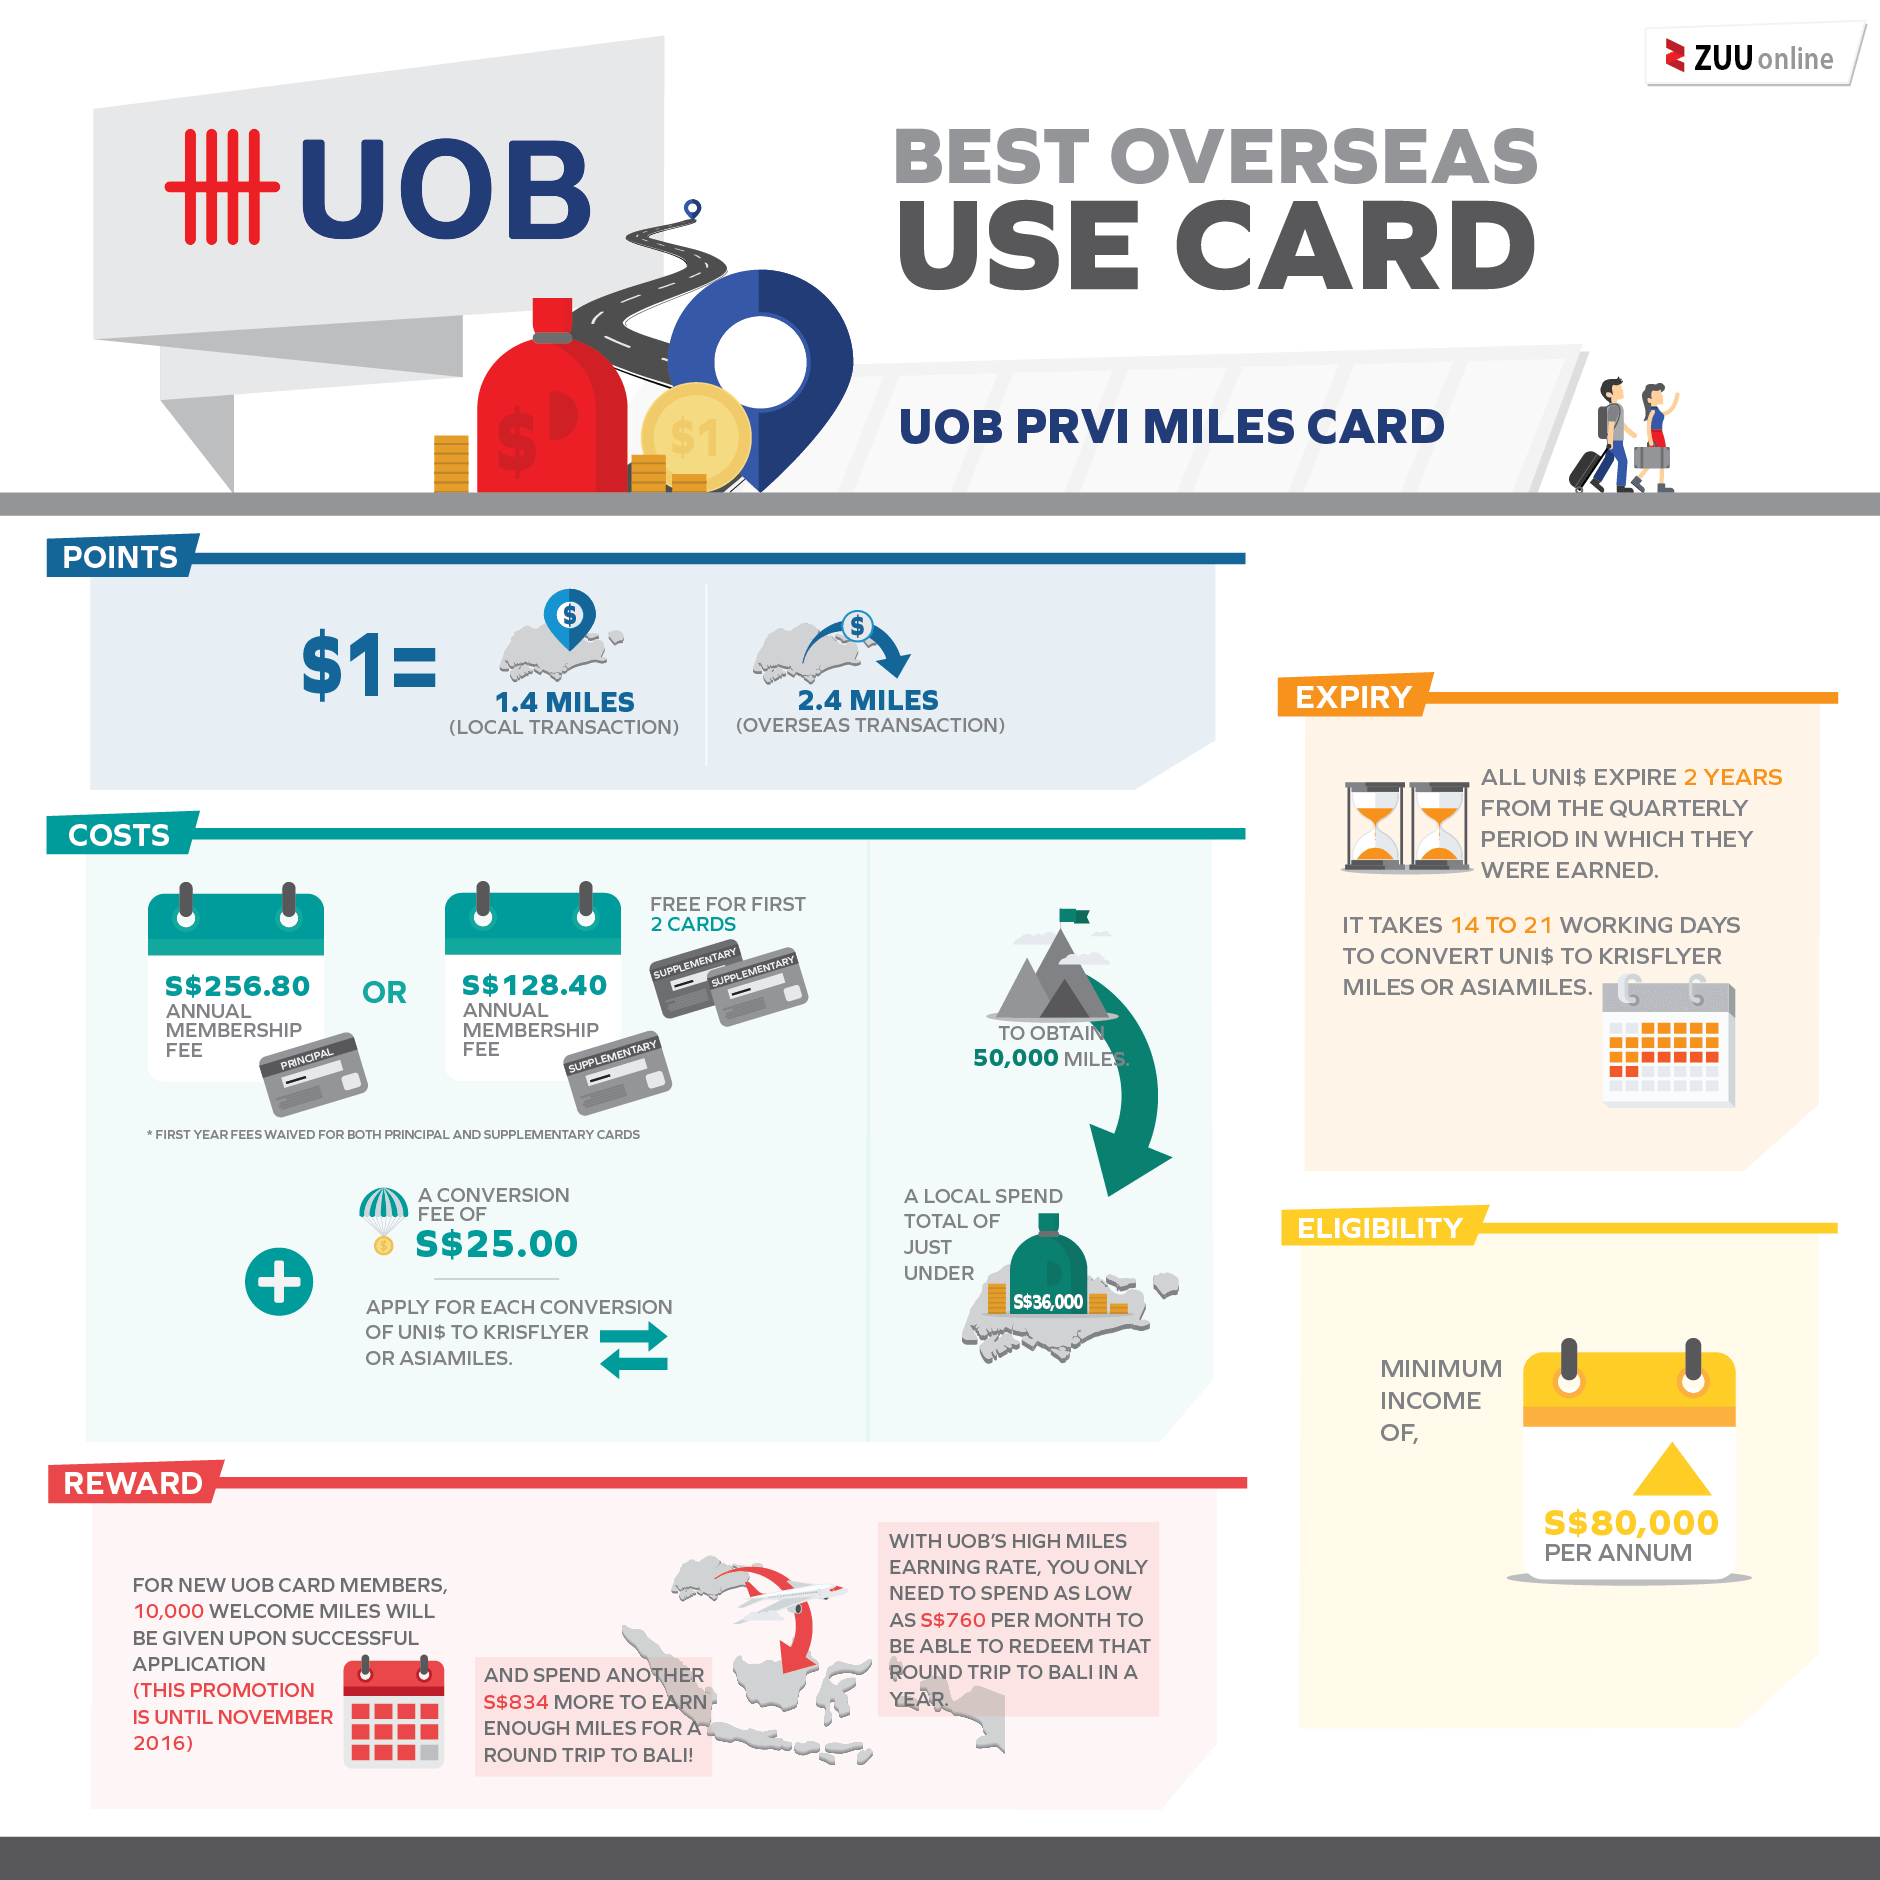 ZUU online
UOB
BEST OVERSEAS
USE CARD
UOB PRVI MILES CARD
$
$1
POINTS
$1=
$
1.4 MILES
(LOCAL TRANSACTION)
$
2.4 MILES
(OVERSEAS TRANSACTION)
COSTS
S$256.80
ANNUAL
MEMBERSHIP
FEE
PRINCIPAL
OR
S$128.40
ANNUAL
MEMBERSHIP
FEE
SUPPLEMENTARY
FREE FOR FIRST
2 CARDS
SUPPLEMENTARY
SUPPLEMENTARY
* FIRST YEAR FEES WAIVED FOR BOTH PRINCIPAL AND SUPPLEMENTARY CARDS
A CONVERSION
FEE OF
S$25.00
$
APPLY FOR EACH CONVERSION
OF UNI$ TO KRISFLYER
OR ASIAMILES.
TO OBTAIN
50,000 MILES.
A LOCAL SPEND
TOTAL OF
JUST
UNDER
S$36,000
REWARD
FOR NEW UOB CARD MEMBERS,
10,000 WELCOME MILES WILL
BE GIVEN UPON SUCCESSFUL
APPLICATION
(THIS PROMOTION
IS UNTIL NOVEMBER
2016)
AND SPEND ANOTHER
S$834 MORE TO EARN
ENOUGH MILES FOR A
ROUND TRIP TO BALI!
WITH UOB'S HIGH MILES
EARNING RATE, YOU ONLY
NEED TO SPEND AS LOW
AS S$760 PER MONTH TO
BE ABLE TO REDEEM THAT
ROUND TRIP TO BALI IN A
YEAR.
EXPIRY
ALL UNI$ EXPIRE 2 YEARS
FROM THE QUARTERLY
PERIOD IN WHICH THEY
WERE EARNED.
IT TAKES 14 TO 21 WORKING DAYS
TO CONVERT UNI$ TO KRISFLYER
MILES OR ASIAMILES.
ELIGIBILITY
MINIMUM
INCOME
OF,
S$80,000
PER ANNUM